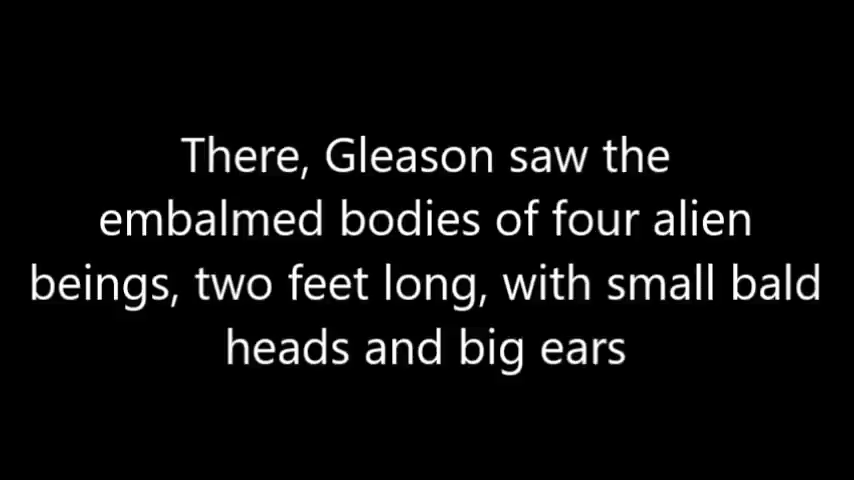 There, Gleason saw the
embalmed bodies of four alien
beings, two feet long, with small bald
heads and big ears